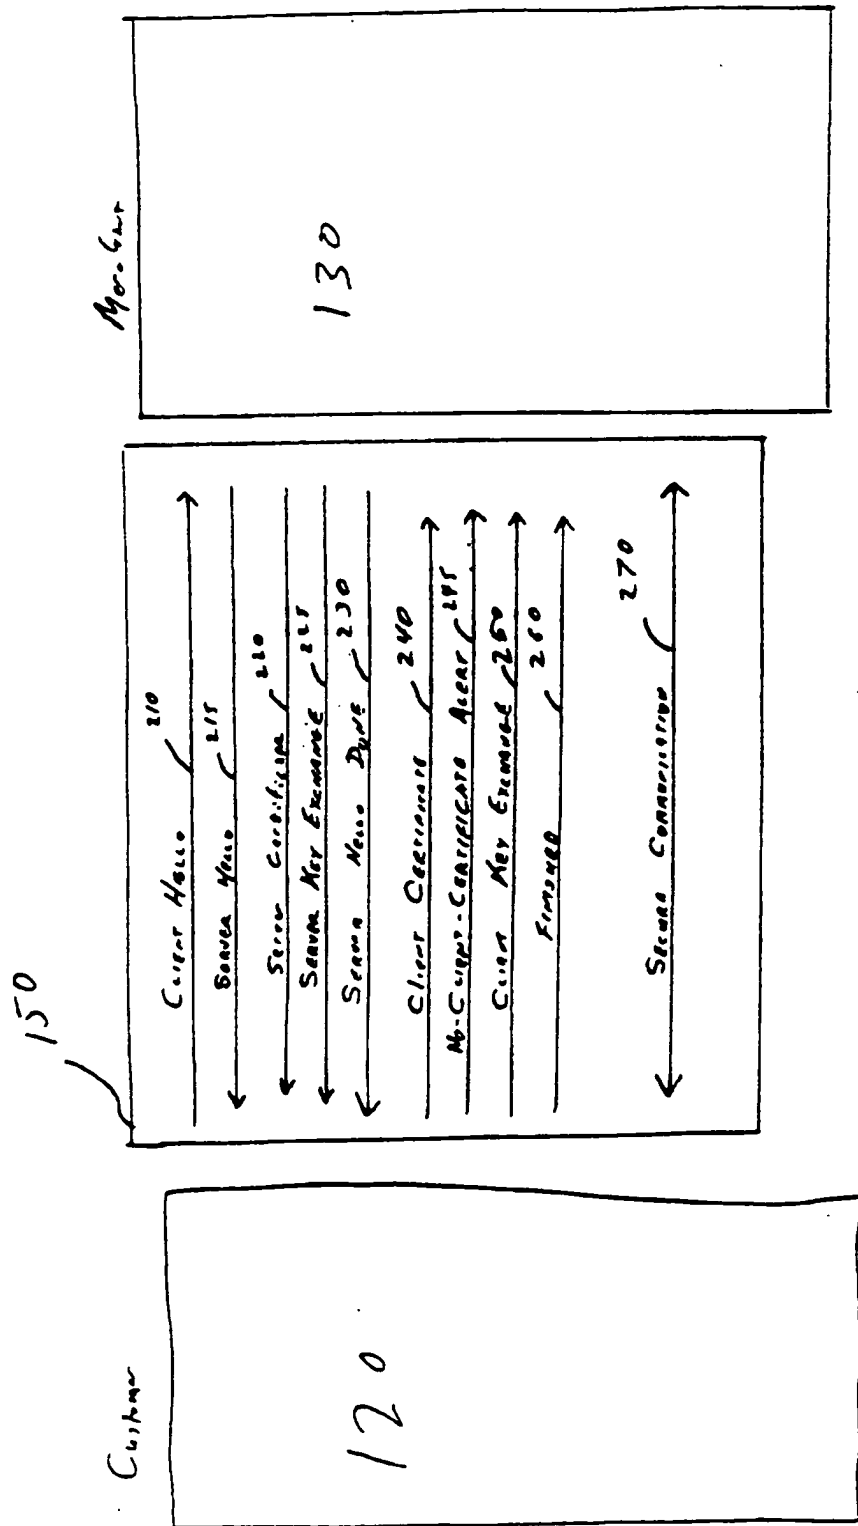 150
Customer
120
Merchant
130
Client Hello 210
Server Hello 215
Server Certificate 220
Server Key Exchange 225
Server Hello Done 230
Client Certificate 240
No-Client-Certificate Alert 245
Client Key Exchange 250
Finished 260
Secure Communication 270